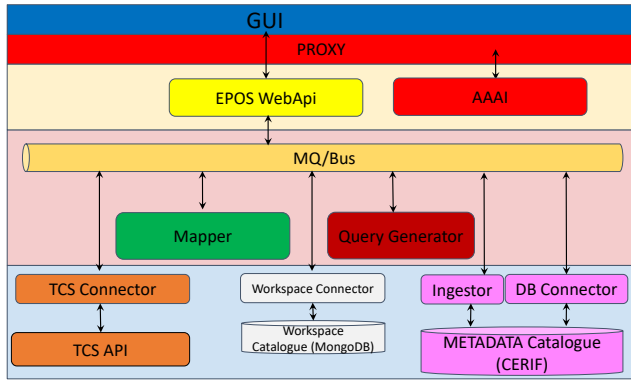 GUI
PROXY
EPOS WebApi
AAAI
MQ/Bus
Mapper
Query Generator
TCS Connector
Workspace Connector
Ingestor
DB Connector
Workspace
Catalogue (MongoDB)
TCS API
METADATA Catalogue
(CERIF)